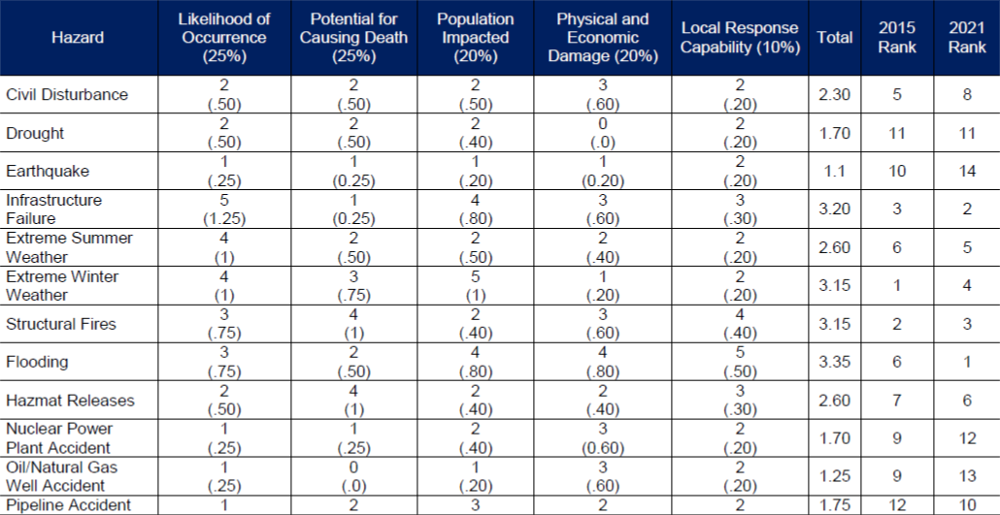 Hazard Likelihood of Occurrence (25%) Potential for Causing Death (25%) Population Impacted (20%) Physical and Economic Damage (20%) Local Response Capability (10%) Total 2015 Rank 2021 Rank
Civil Disturbance 2 (.50) 2 (.50) 2 (.50) 3 (.60) 2 (.20) 2.30 5 8
Drought 2 (.50) 2 (.50) 2 (.40) 0 (.0) 2 (.20) 1.70 11 11
Earthquake 1 (.25) 1 (0.25) 1 (.20) 1 (0.20) 2 (.20) 1.1 10 14
Infrastructure Failure 5 (1.25) 1 (0.25) 4 (.80) 3 (.60) 3 (.30) 3.20 3 2
Extreme Summer Weather 4 (1) 2 (.50) 2 (.50) 2 (.40) 2 (.20) 2.60 6 5
Extreme Winter Weather 4 (1) 3 (.75) 5 (1) 1 (.20) 2 (.20) 3.15 1 4
Structural Fires 3 (.75) 4 (1) 2 (.40) 3 (.60) 4 (.40) 3.15 2 3
Flooding 3 (.75) 2 (.50) 4 (.80) 4 (.80) 5 (.50) 3.35 6 1
Hazmat Releases 2 (.50) 4 (1) 2 (.40) 2 (.40) 3 (.30) 2.60 7 6
Nuclear Power Plant Accident 1 (.25) 1 (.25) 2 (.40) 3 (0.60) 2 (.20) 1.70 9 12
Oil/Natural Gas Well Accident 1 (.25) 0 (.0) 1 (.20) 3 (.60) 2 (.20) 1.25 9 13
Pipeline Accident 1 2 3 2 2 1.75 12 10